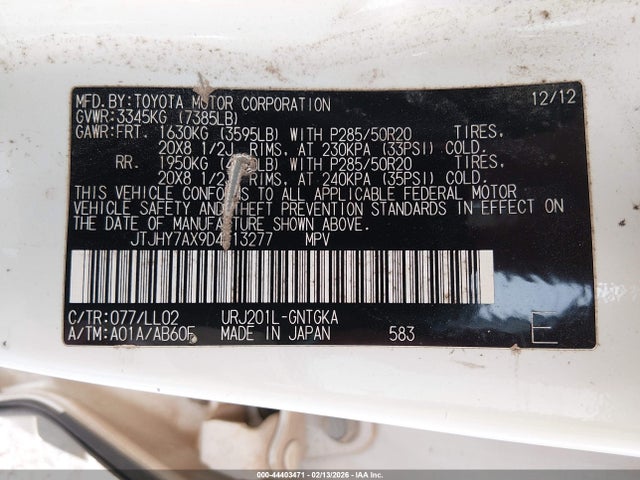 MFD.BY:TOYOTA MOTOR CORPORATION 12/12
GVWR:3345KG (7385LB)
GAWR:FRT. 1630KG (3595LB) WITH P285/50R20 TIRES.
20X8 1/2J RIMS. AT 230KPA (33PSI) COLD.
RR. 1950KG WITH P285/50R20 TIRES.
20X8 RIMS. AT 240KPA (35PSI) COLD.
THIS VEHICLE CONFORMS TO ALL APPLICABLE FEDERAL MOTOR
VEHICLE SAFETY AND THEFT PREVENTION STANDARDS IN EFFECT ON
THE DATE OF MANUFACTURE SHOWN ABOVE.
MPV
C/TR:077/LL02 URJ201L-GNTGKA
A/TM:A01A/AB60F MADE IN JAPAN 583 E
000-44403471 - 02/13/2026 - COPYRIGHT IAA, LLC